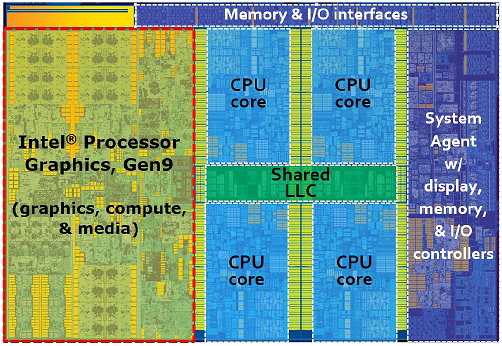 Memory & I/O interfaces
Intel® Processor
Graphics, Gen9
(graphics, compute,
& media)
CPU
core
CPU
core
Shared
LLC
CPU
core
CPU
core
System
Agent
w/
display,
memory,
& I/O
controllers